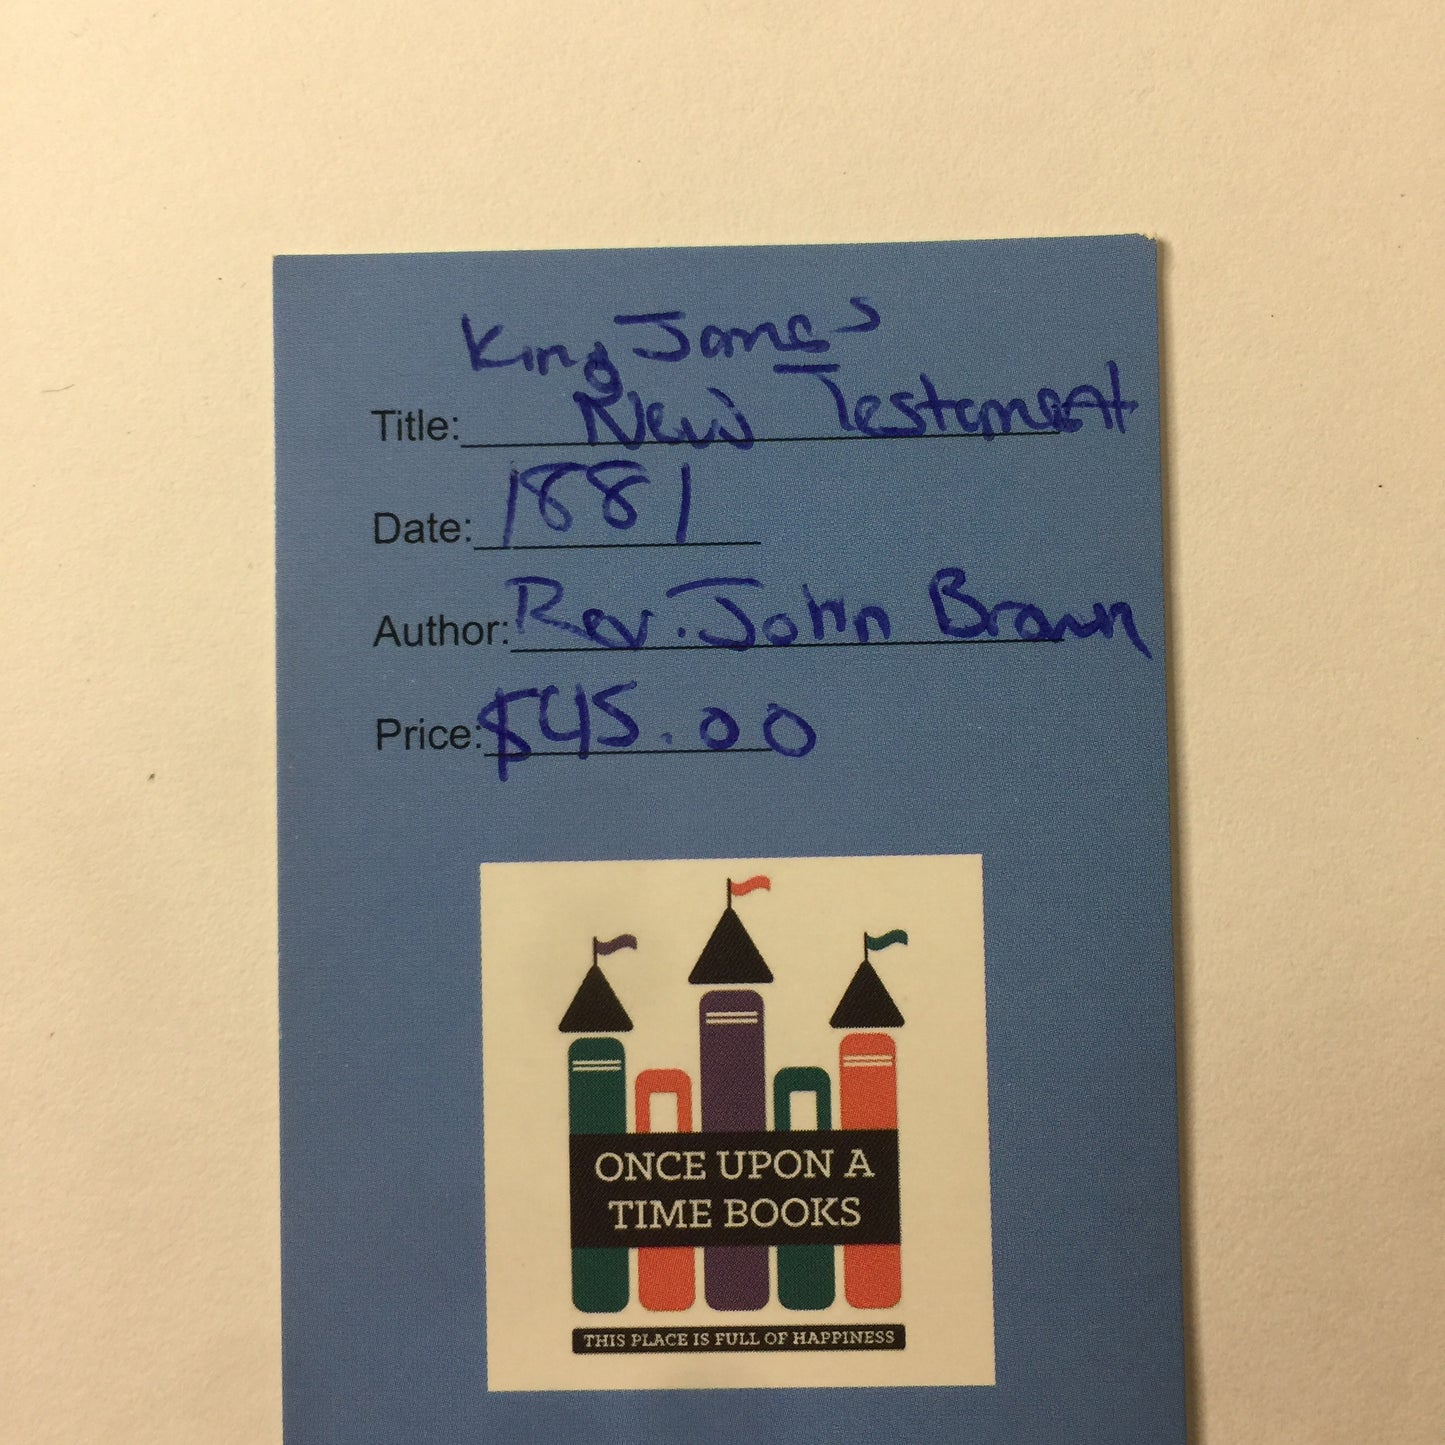 King James
Title: New Testament
Date: 1881
Author: Rev. John Brown
Price: $45.00
ONCE UPON A
TIME BOOKS
THIS PLACE IS FULL OF HAPPINESS